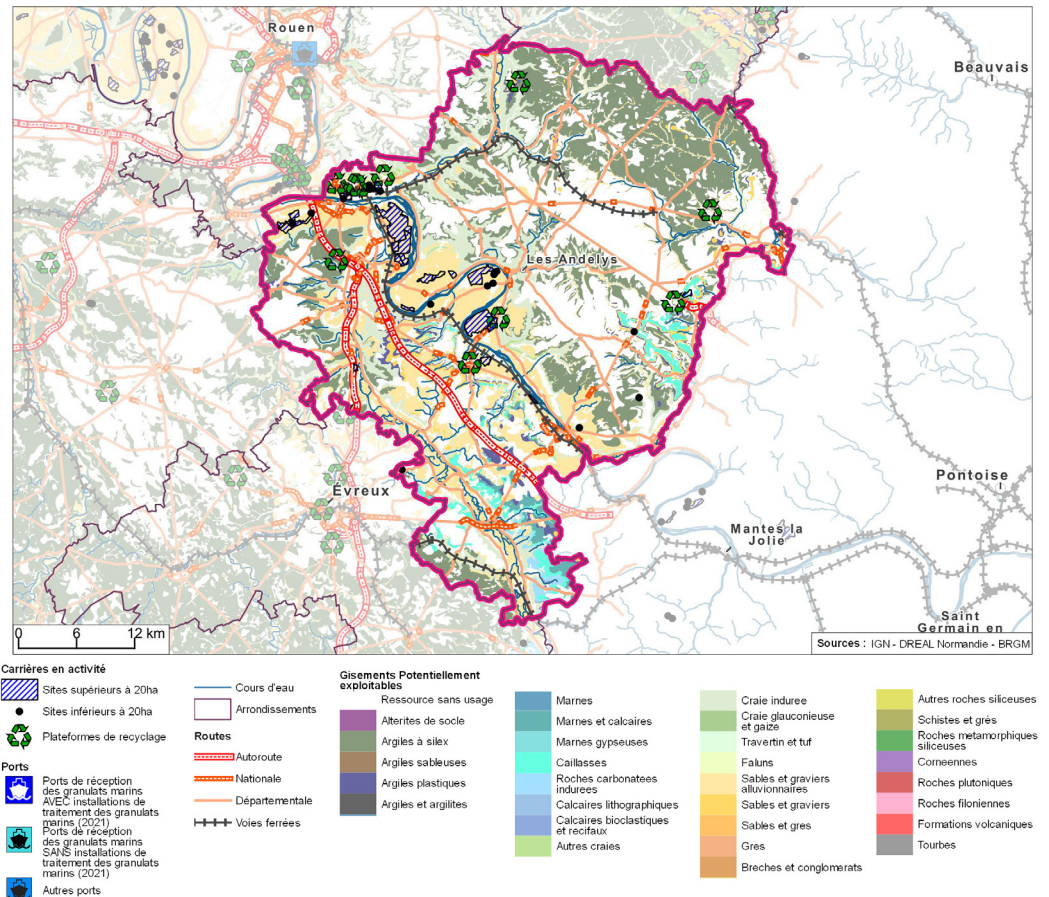 Rouen
Beauvais
Les Andelys
Évreux
Pontoise
Mantes la
Jolie
Saint
Germain en
0 6 12 km
Sources : IGN - DREAL Normandie - BRGM
Carrières en activité
Sites supérieurs à 20ha
Sites inférieurs à 20ha
Plateformes de recyclage
Ports
Ports de réception
des granulats marins
AVEC installations de
traitement des granulats
marins (2021)
Ports de réception
des granulats marins
SANS installations de
traitement des granulats
marins (2021)
Autres ports
Cours d'eau
Arrondissements
Routes
Autoroute
Nationale
Départementale
Voies ferrées
Gisements Potentiellement
exploitables
Ressource sans usage
Alterites de socle
Argiles à silex
Argiles sableuses
Argiles plastiques
Argiles et argilites
Marnes
Marnes et calcaires
Marnes gypseuses
Caillasses
Roches carbonatees
indurees
Calcaires lithographiques
Calcaires bioclastiques
et recifaux
Autres craies
Craie induree
Craie glauconieuse
et gaize
Travertin et tuf
Faluns
Sables et graviers
alluvionnaires
Sables et graviers
Sables et gres
Gres
Breches et conglomerats
Autres roches siliceuses
Schistes et grès
Roches metamorphiques
siliceuses
Corneennes
Roches plutoniques
Roches filoniennes
Formations volcaniques
Tourbes